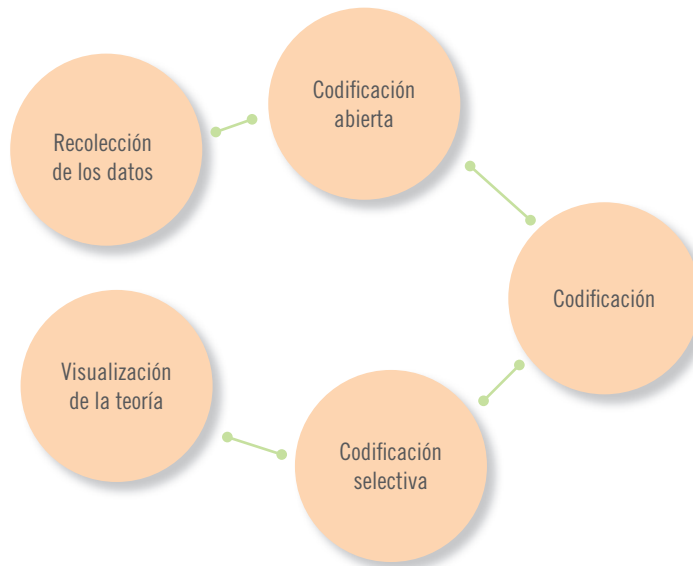 Recolección
de los datos
Codificación
abierta
Codificación
Codificación
selectiva
Visualización
de la teoría